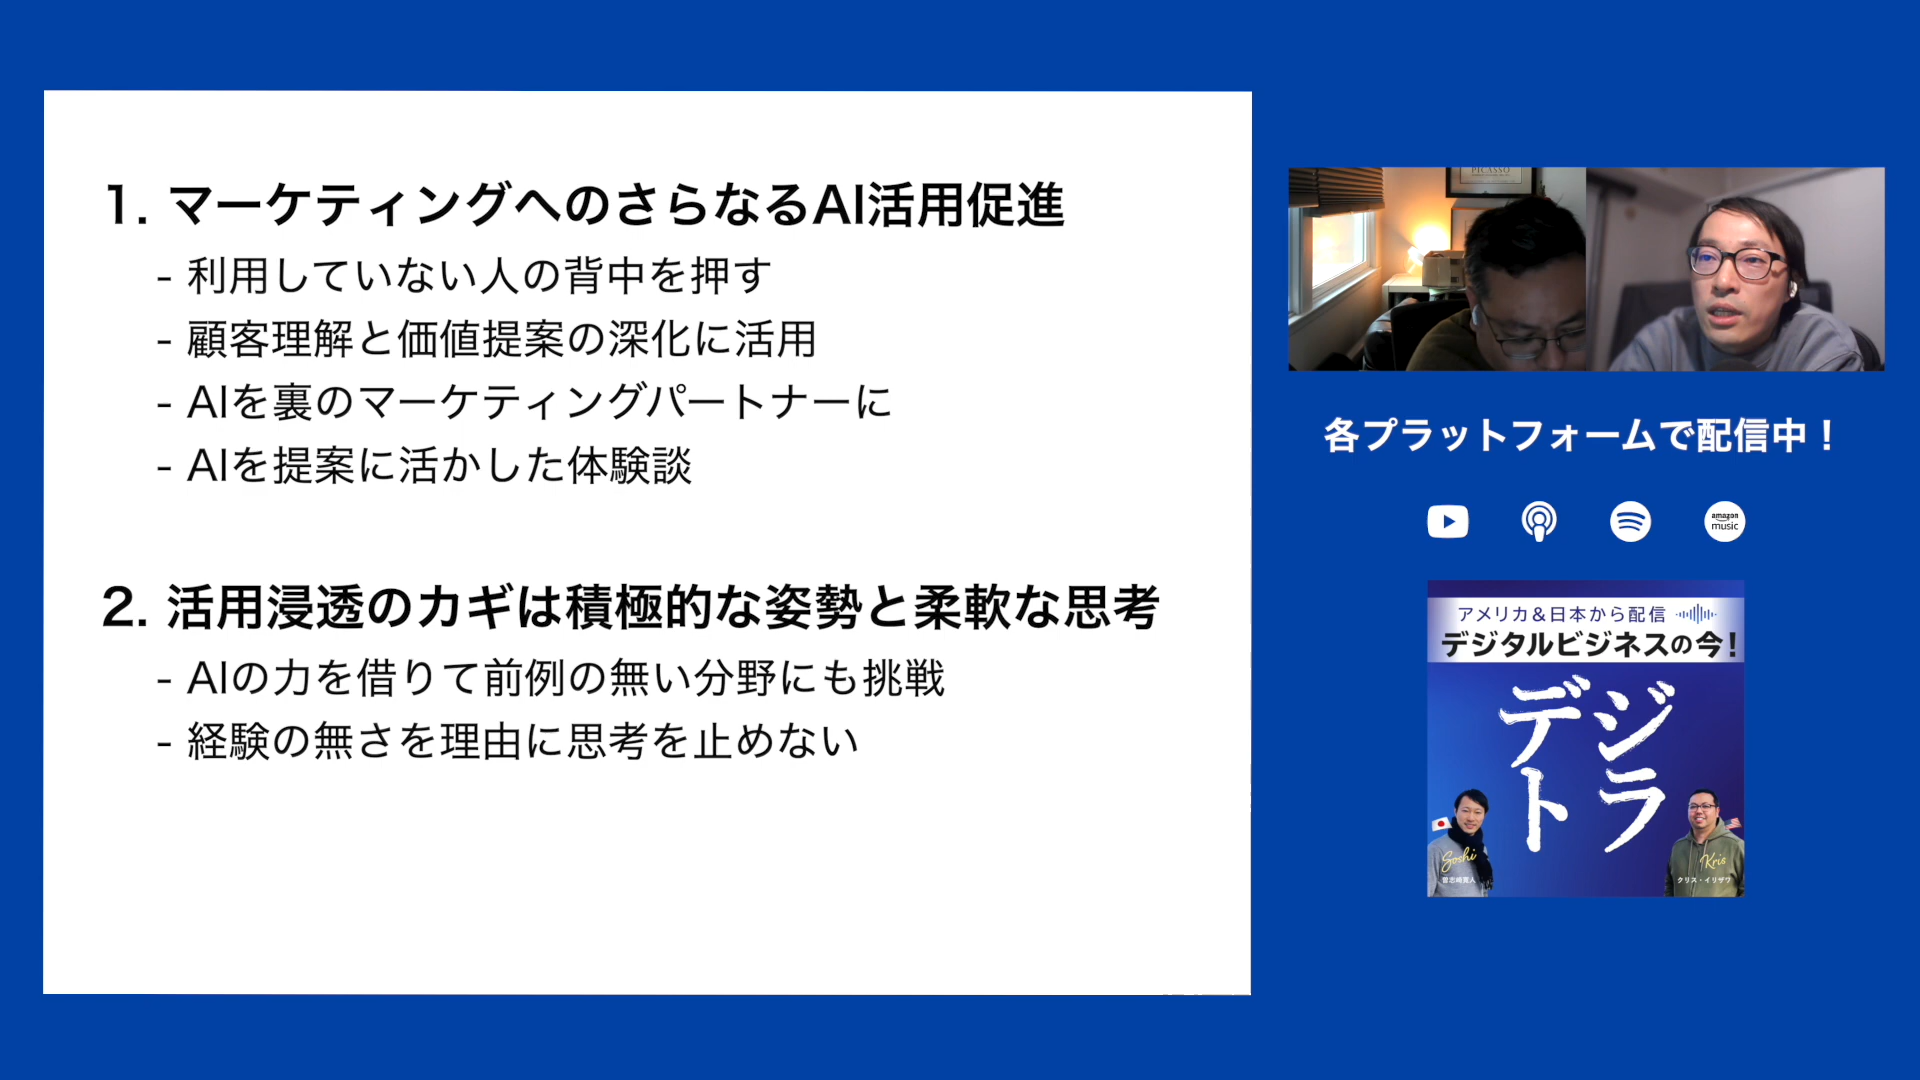 1. マーケティングへのさらなるAI活用促進
- 利用していない人の背中を押す
- 顧客理解と価値提案の深化に活用
- AIを裏のマーケティングパートナーに
- AIを提案に活かした体験談
2. 活用浸透のカギは積極的な姿勢と柔軟な思考
- AIの力を借りて前例の無い分野にも挑戦
- 経験の無さを理由に思考を止めない
PICASSO
各プラットフォームで配信中！
amazon
music
アメリカ&日本から配信
デジタルビジネスの今！
デジ
トラ
Soshi
Kris
クリス・イリザワ